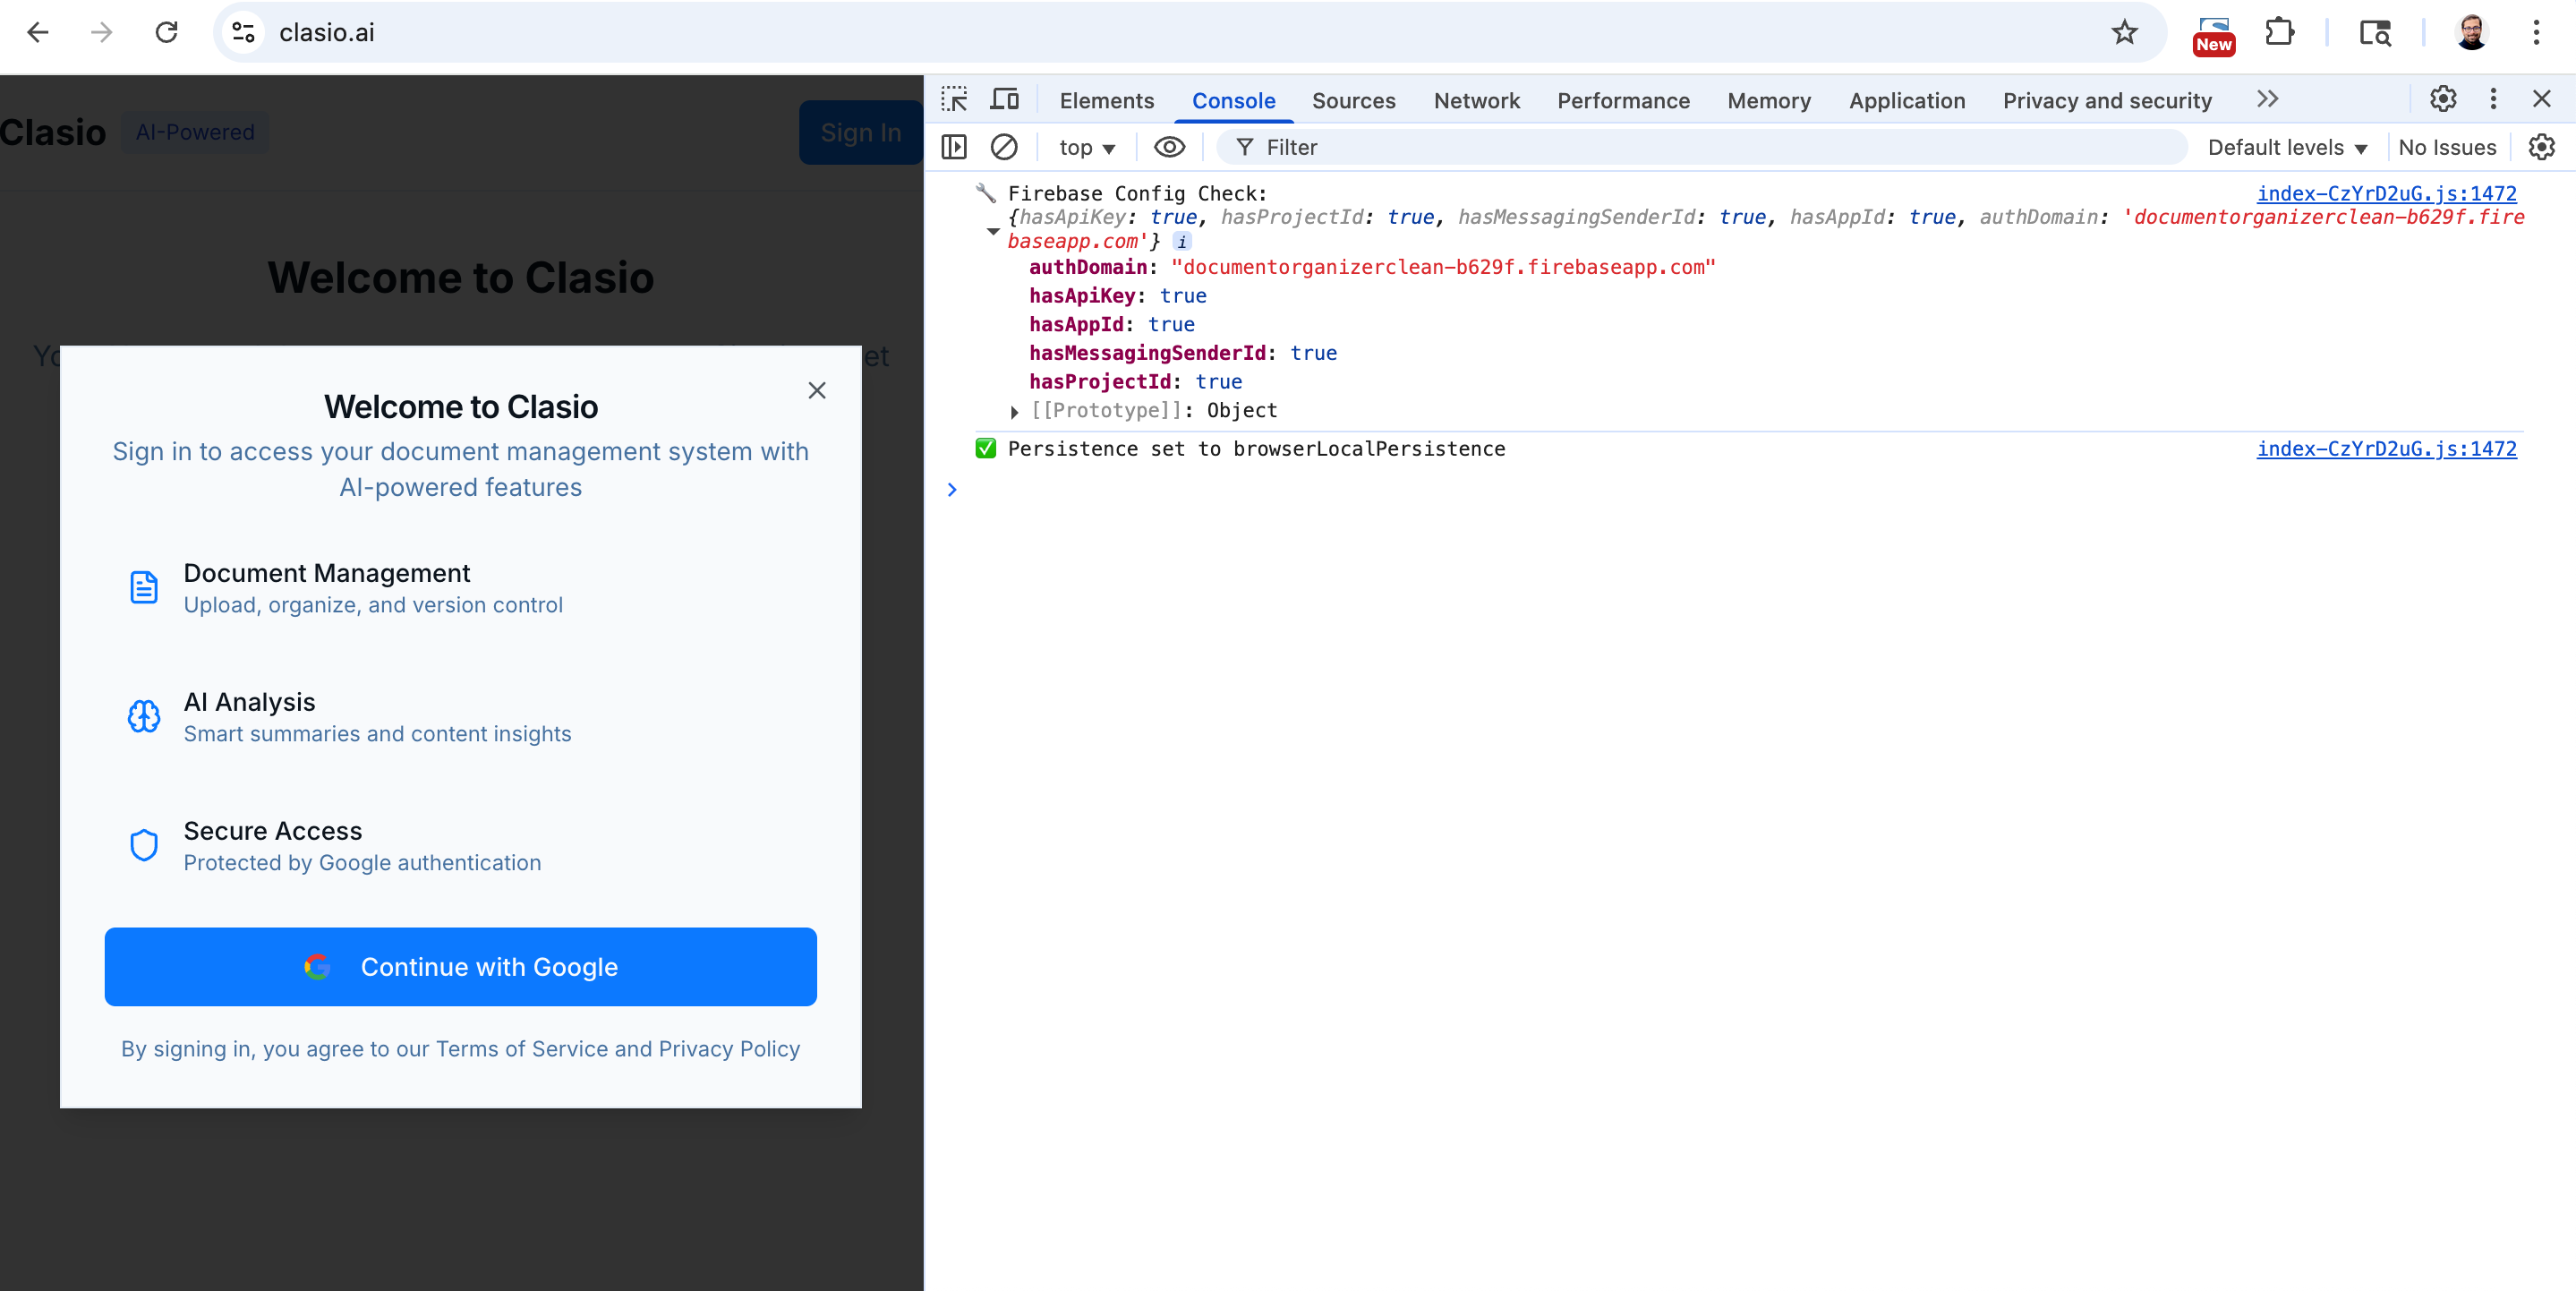 clasio.ai
New
Clasio
AI-Powered
Sign In
Welcome to Clasio
Yo
et
Welcome to Clasio
Sign in to access your document management system with
AI-powered features
Document Management
Upload, organize, and version control
AI Analysis
Smart summaries and content insights
Secure Access
Protected by Google authentication
Continue with Google
By signing in, you agree to our Terms of Service and Privacy Policy
Elements Console Sources Network Performance Memory Application Privacy and security
top Filter Default levels No Issues
Firebase Config Check: index-CzYrD2uG.js:1472
{hasApiKey: true, hasProjectId: true, hasMessagingSenderId: true, hasAppId: true, authDomain: 'documentorganizerclean-b629f.fire
baseapp.com'} i
authDomain: "documentorganizerclean-b629f.firebaseapp.com"
hasApiKey: true
hasAppId: true
hasMessagingSenderId: true
hasProjectId: true
[[Prototype]]: Object
✅ Persistence set to browserLocalPersistence index-CzYrD2uG.js:1472